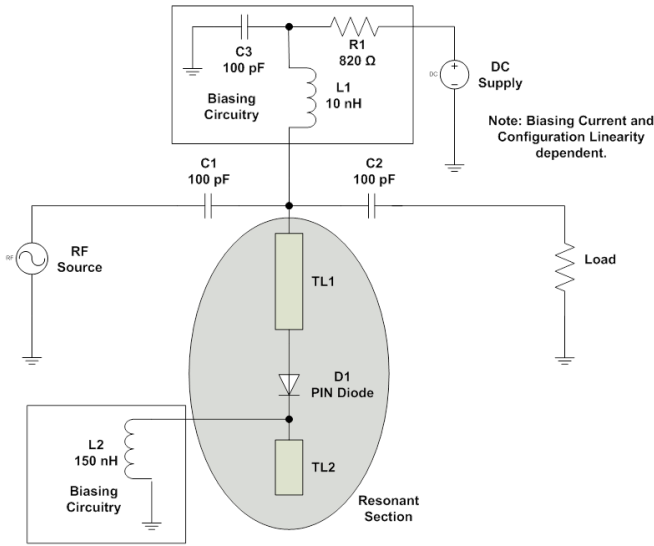 C3
100 pF
R1
820 Ω
L1
10 nH
Biasing
Circuitry
DC
+
-
DC
Supply
Note: Biasing Current and
Configuration Linearity
dependent.
C1
100 pF
C2
100 pF
RF
RF
Source
Load
TL1
D1
PIN Diode
L2
150 nH
Biasing
Circuitry
TL2
Resonant
Section